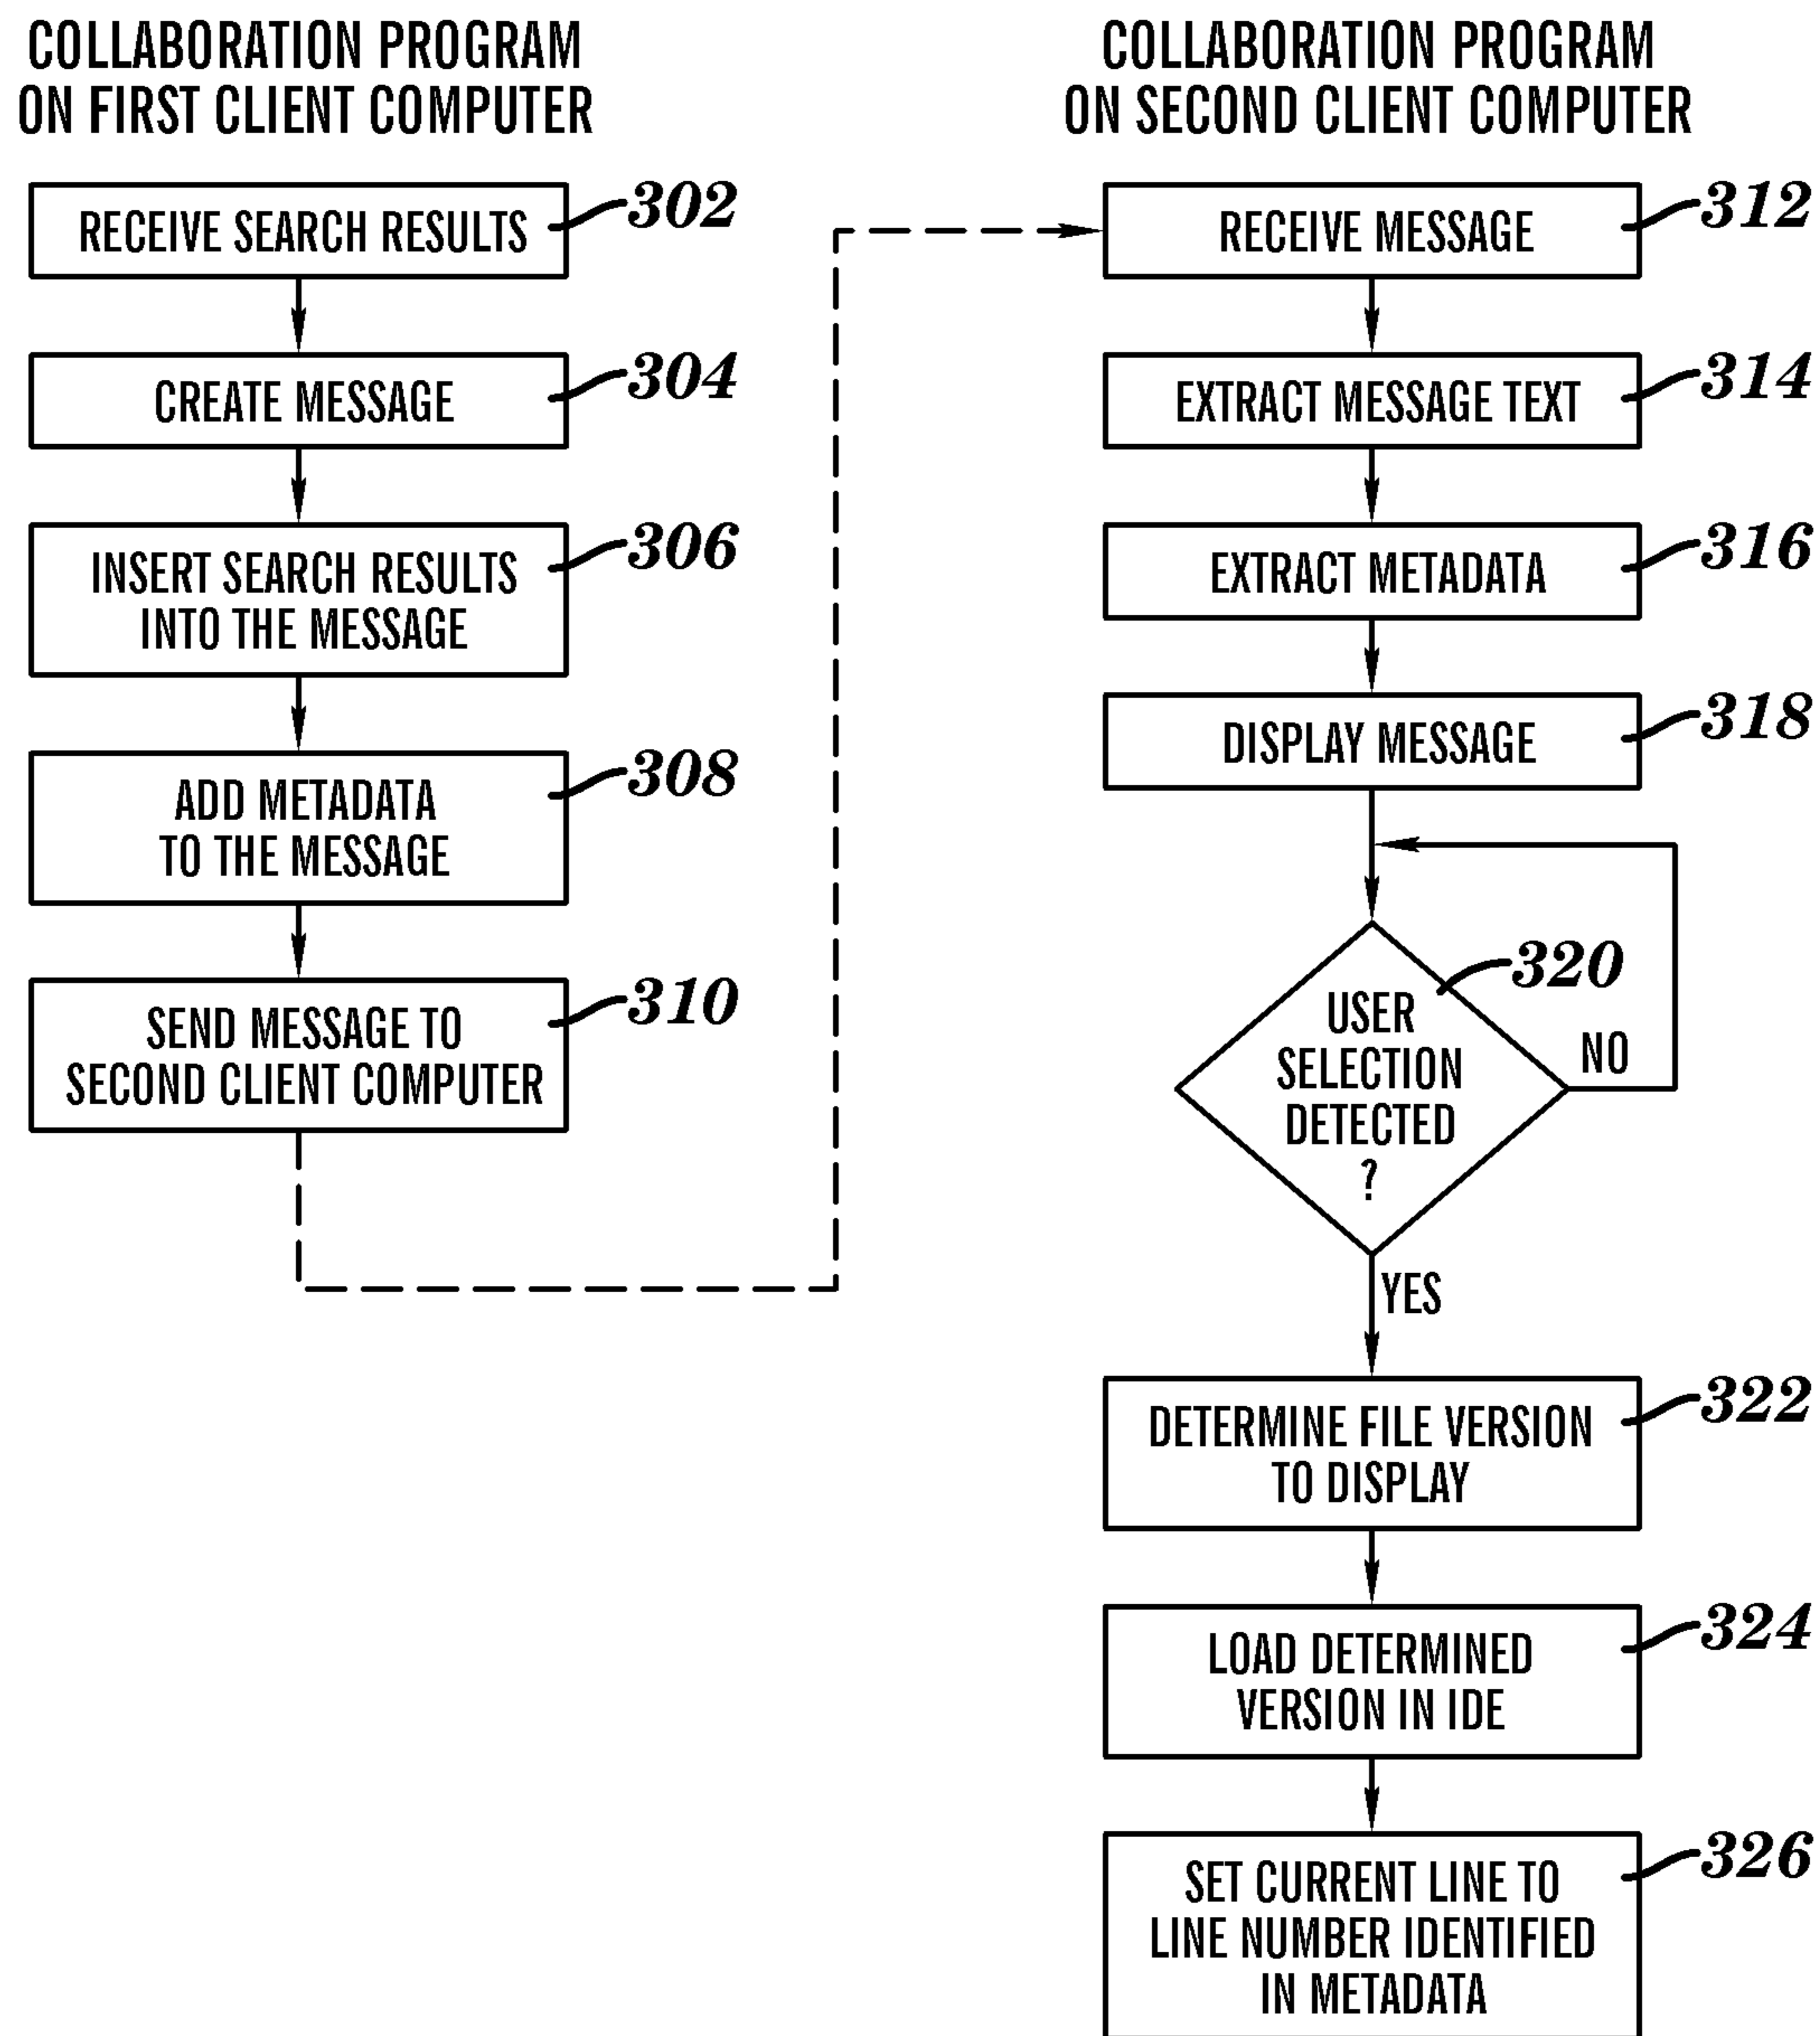 COLLABORATION PROGRAM
ON FIRST CLIENT COMPUTER
RECEIVE SEARCH RESULTS
302
CREATE MESSAGE
304
INSERT SEARCH RESULTS
INTO THE MESSAGE
306
ADD METADATA
TO THE MESSAGE
308
SEND MESSAGE TO
SECOND CLIENT COMPUTER
310
COLLABORATION PROGRAM
ON SECOND CLIENT COMPUTER
RECEIVE MESSAGE
312
EXTRACT MESSAGE TEXT
314
EXTRACT METADATA
316
DISPLAY MESSAGE
318
320
USER
SELECTION
DETECTED
?
NO
YES
DETERMINE FILE VERSION
TO DISPLAY
322
LOAD DETERMINED
VERSION IN IDE
324
SET CURRENT LINE TO
LINE NUMBER IDENTIFIED
IN METADATA
326